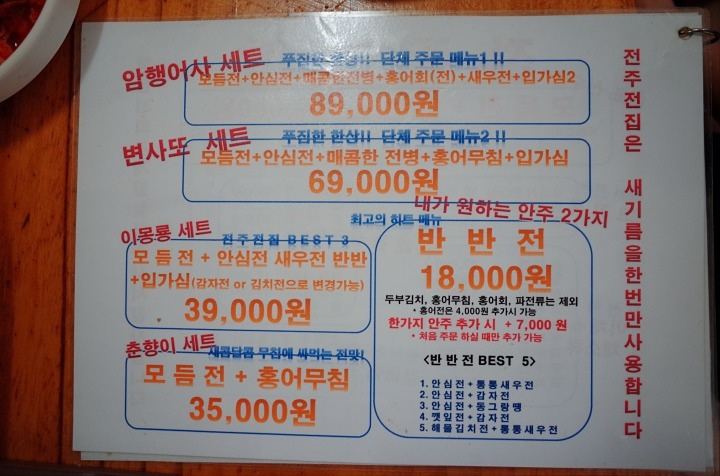 암행어사 세트
푸짐한 한상!! 단체 주문 메뉴1 !!
모듬전+안심전+매콤한전병+홍어회(전)+새우전+입가심2
89,000원
변사또 세트
푸짐한 한상!! 단체 주문 메뉴2 !!
모듬전+안심전+매콤한 전병+홍어무침+입가심
69,000원
이몽룡 세트
전주전집 BEST 3
모듬전 + 안심전 새우전 반반
+입가심(감자전 or 김치전으로 변경가능)
39,000원
춘향이 세트
새콤달콤 무침에 싸먹는 전맛!
모듬전 + 홍어무침
35,000원
내가 원하는 안주 2가지
최고의 히트 메뉴
반반전
18,000원
두부김치, 홍어무침, 홍어회, 파전류는 제외
* 홍어전은 4,000원 추가시 가능
한가지 안주 추가 시 + 7,000 원
* 처음 주문 하실 때만 추가 가능
<반 반 전 BEST 5>
1. 안심전 + 통통새우전
2. 안심전 + 감자전
3. 안심전 + 동그랑땡
4. 깻잎전 + 감자전
5. 해물김치전 + 통통새우전
전주전집은 새기름을한번만사용합니다